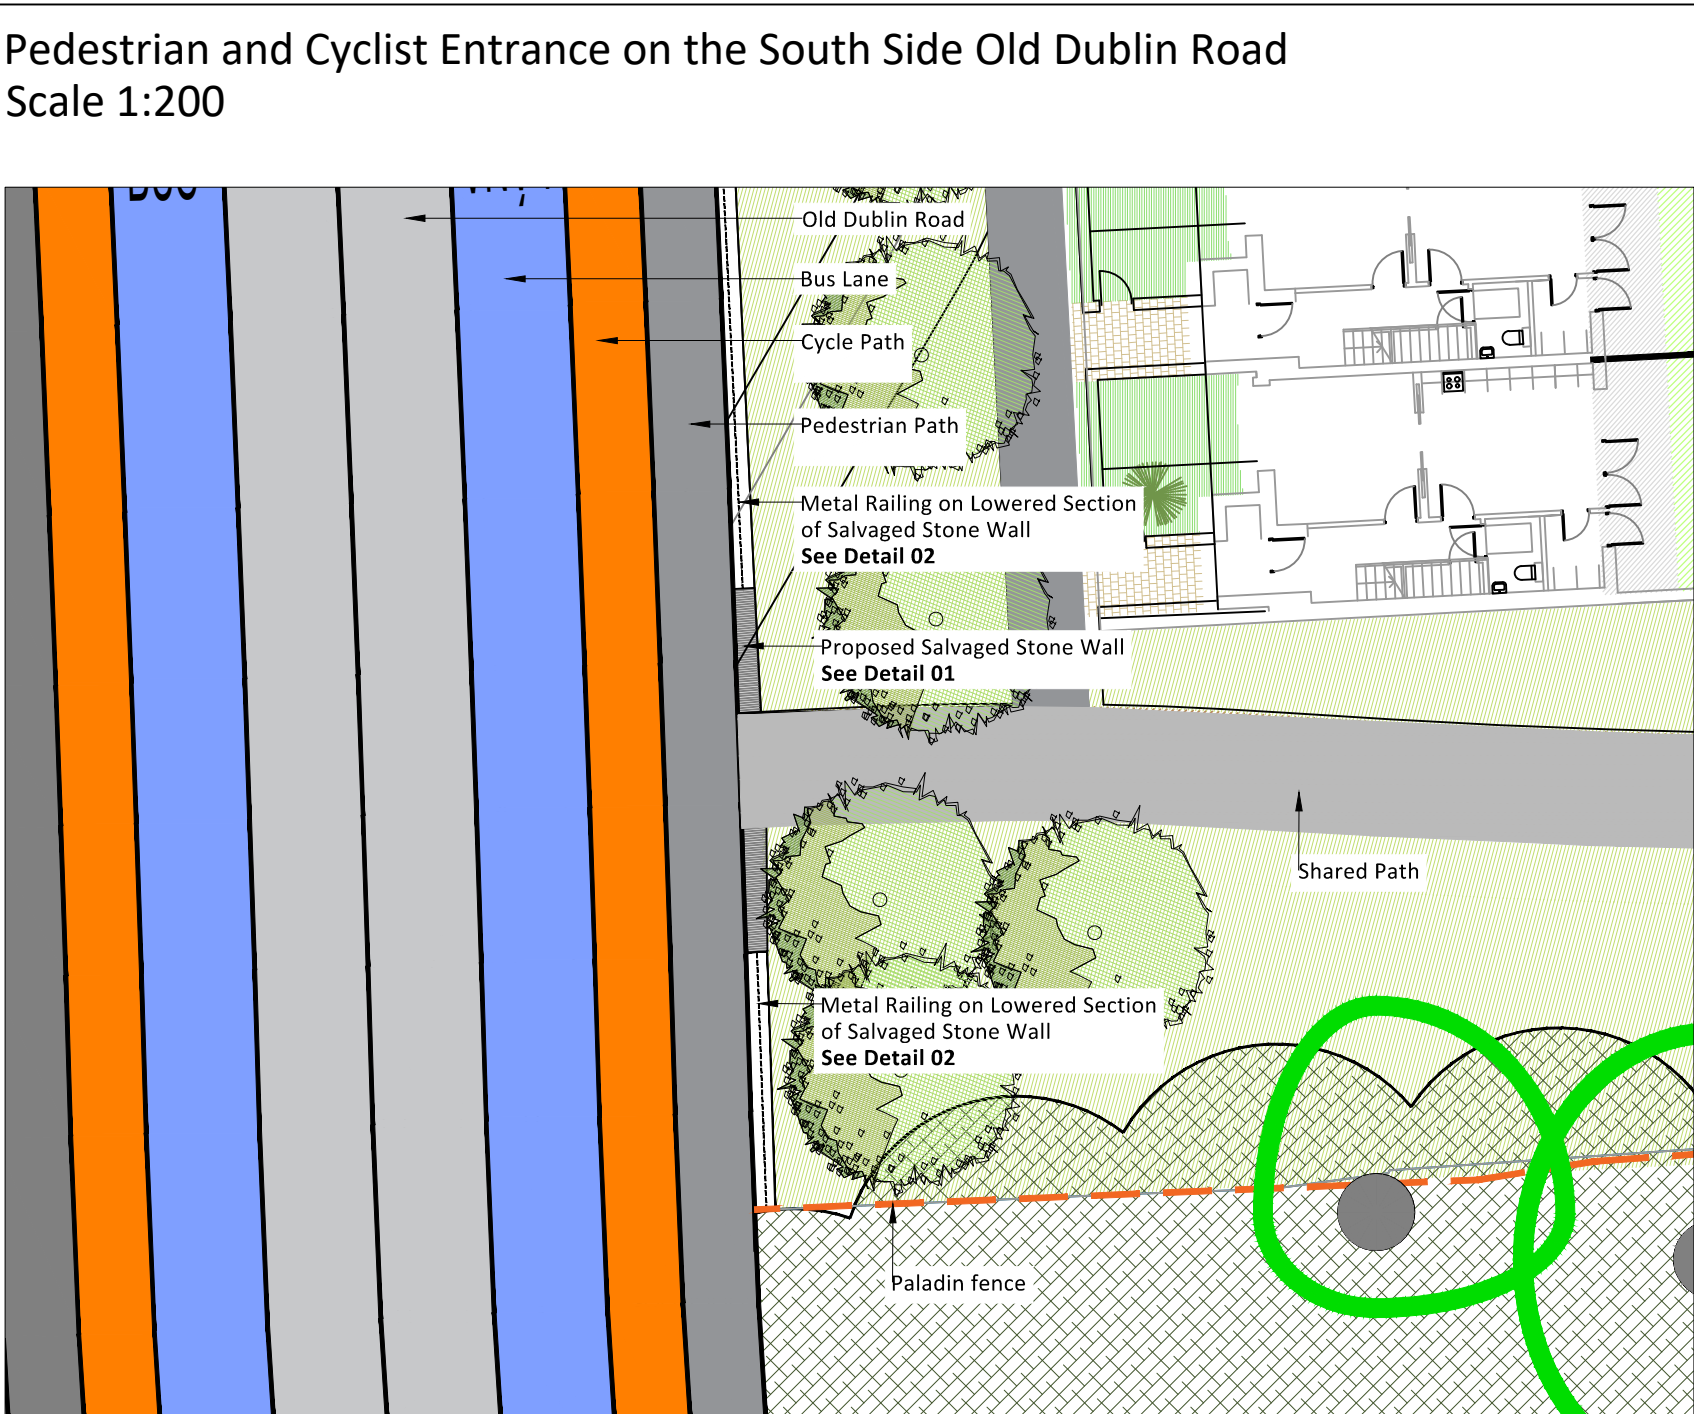 Pedestrian and Cyclist Entrance on the South Side Old Dublin Road
Scale 1:200
Old Dublin Road
Bus Lane
Cycle Path
Pedestrian Path
Metal Railing on Lowered Section
of Salvaged Stone Wall
See Detail 02
Proposed Salvaged Stone Wall
See Detail 01
Shared Path
Metal Railing on Lowered Section
of Salvaged Stone Wall
See Detail 02
Paladin fence